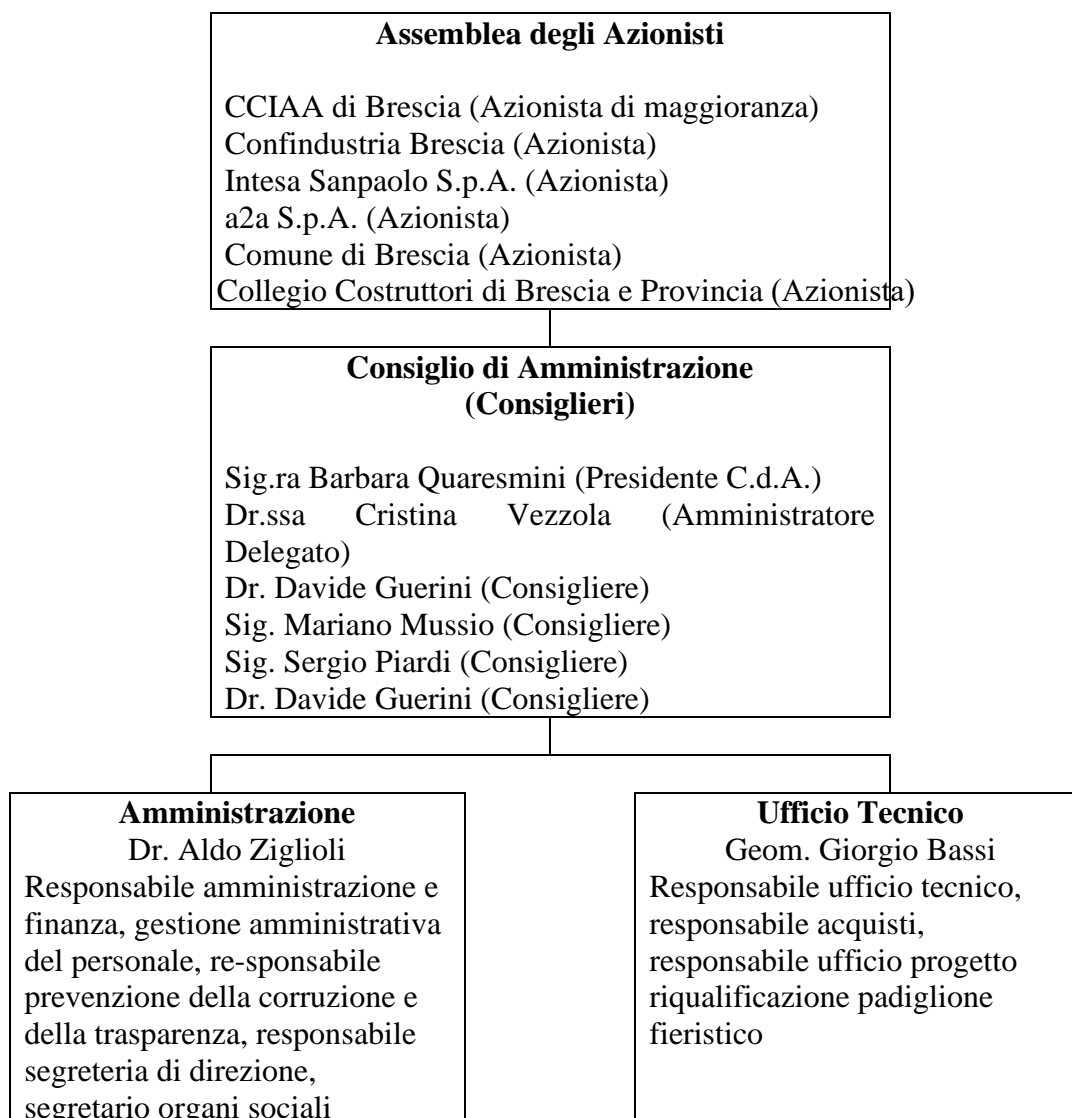 Assemblea degli Azionisti
CCIAA di Brescia (Azionista di maggioranza)
Confindustria Brescia (Azionista)
Intesa Sanpaolo S.p.A. (Azionista)
a2a S.p.A. (Azionista)
Comune di Brescia (Azionista)
Collegio Costruttori di Brescia e Provincia (Azionista)
Consiglio di Amministrazione
(Consiglieri)
Sig.ra Barbara Quaresmini (Presidente C.d.A.)
Dr.ssa Cristina Vezzola (Amministratore
Delegato)
Dr. Davide Guerini (Consigliere)
Sig. Mariano Mussio (Consigliere)
Sig. Sergio Piardi (Consigliere)
Dr. Davide Guerini (Consigliere)
Amministrazione
Dr. Aldo Ziglioli
Responsabile amministrazione e
finanza, gestione amministrativa
del personale, re-sponsabile
prevenzione della corruzione e
della trasparenza, responsabile
segreteria di direzione,
segretario organi sociali
Ufficio Tecnico
Geom. Giorgio Bassi
Responsabile ufficio tecnico,
responsabile acquisti,
responsabile ufficio progetto
riqualificazione padiglione
fieristico